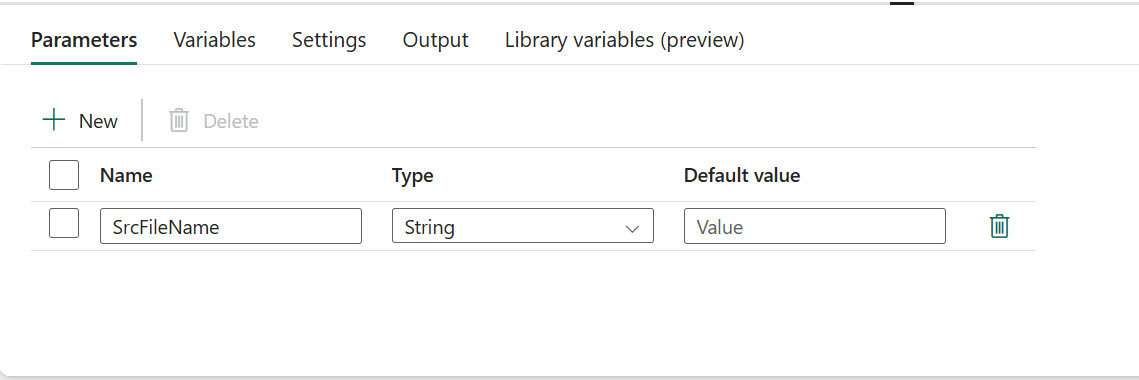 Parameters Variables Settings Output Library variables (preview)
New Delete
Name Type Default value
SrcFileName String Value